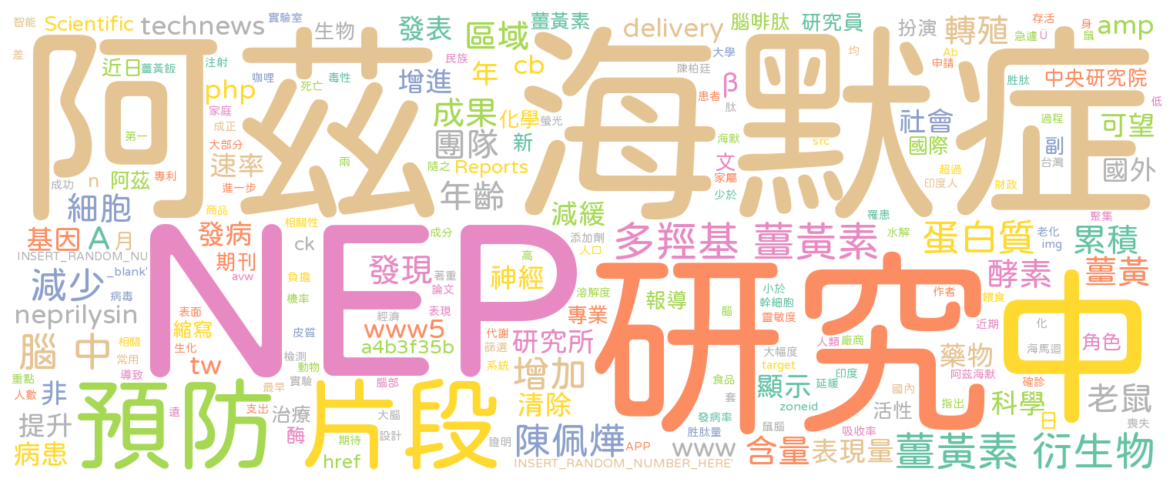 智能 Scientific technews 實驗室 生物 發表 區域 薑黃素 delivery 腦啡肽 研究員 扮演 轉殖 存活 急遽 Ü 身 鼠 amp
差 近日 薑黃飯 注射 咖哩 死亡 毒性 民族 增進 年 cb 大學 陳柏廷 β 均 Ab 申請 胜肽 中央研究院 低
阿茲海默症
php 家庭 成正 成果 化學 螢光 患者 肽 社會 過程 可望
第一 大部分 兩 團隊 新 文 海默 src 國際 副 台灣
速率 隨之 Reports 家屬 超過 國外
成功 n 阿茲 專利 進一步 年齡 少於 印度人 財政
細胞 商品 減緩 罹患 聚集
NEP
基因 A 月 發病 相關性 成分 添加劑 人口 多羥基 薑黃素 水解 蛋白質 老化 img 累積
INSERT_RANDOM_NU ck 高
減少 _blank' 期刊 avw 負擔 發現 著重 神經 研究中 酵素 薑黃
neprilysin 病毒 機率 論文 溶解度 報導 小於 幹細胞 作者 餵食
表面 縮寫 經濟 表現 專業 腦 靈敏度 近期 化
腦 中 相關 常用 生化 皮質 www5 代謝 篩選 研究所 人類 廠商 海馬迴 角色
導致 tw 檢測 動物 a4b3f35b 系統 大幅度 target 藥物 阿茲海默
重點 人數 非 預防 最早 實驗 腦部 片段 增加 食品 套 顯示 延緩 印度 國內 確診 老鼠
提升 遠 支出 治療 大腦 清除 發病率 zoneid 活性 指出 科學 日 喪失
病患 酶 期待 設計 證明 陳佩燁 APP 胜肽量 鼠腦 吸收率
href INSERT_RANDOM_NUMBER_HERE' www 含量 表現量 薑黃素 衍生物